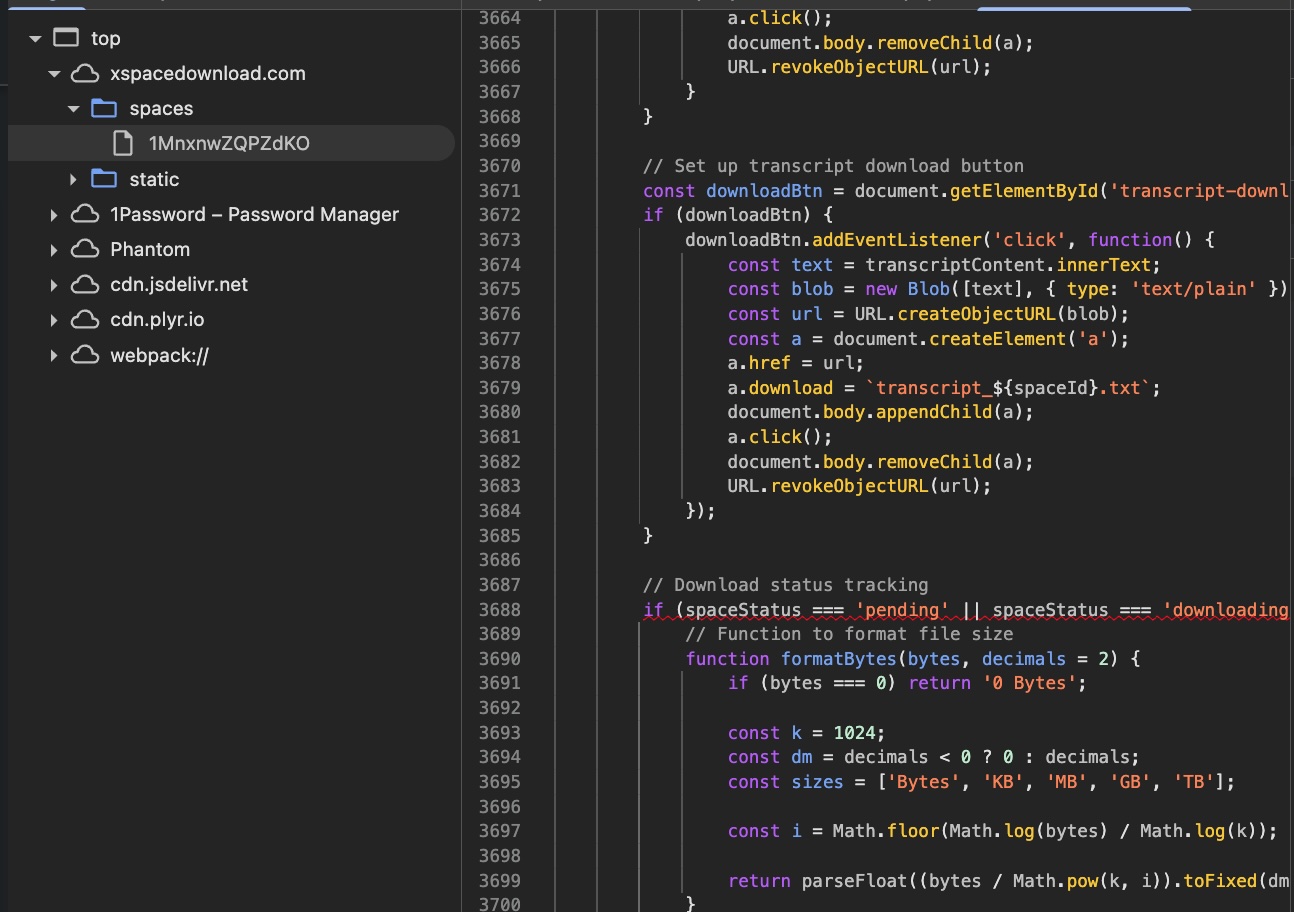 top
xspacedownload.com
spaces
1MnxnwZQPZdKO
static
1Password – Password Manager
Phantom
cdn.jsdelivr.net
cdn.plyr.io
webpack://
3664 a.click();
3665 document.body.removeChild(a);
3666 URL.revokeObjectURL(url);
3667 }
3668 }
3669
3670 // Set up transcript download button
3671 const downloadBtn = document.getElementById('transcript-downl
3672 if (downloadBtn) {
3673 downloadBtn.addEventListener('click', function() {
3674 const text = transcriptContent.innerText;
3675 const blob = new Blob([text], { type: 'text/plain' })
3676 const url = URL.createObjectURL(blob);
3677 const a = document.createElement('a');
3678 a.href = url;
3679 a.download = `transcript_${spaceId}.txt`;
3680 document.body.appendChild(a);
3681 a.click();
3682 document.body.removeChild(a);
3683 URL.revokeObjectURL(url);
3684 });
3685 }
3686
3687 // Download status tracking
3688 if (spaceStatus === 'pending' || spaceStatus === 'downloading
3689 // Function to format file size
3690 function formatBytes(bytes, decimals = 2) {
3691 if (bytes === 0) return '0 Bytes';
3692
3693 const k = 1024;
3694 const dm = decimals < 0 ? 0 : decimals;
3695 const sizes = ['Bytes', 'KB', 'MB', 'GB', 'TB'];
3696
3697 const i = Math.floor(Math.log(bytes) / Math.log(k));
3698
3699 return parseFloat((bytes / Math.pow(k, i)).toFixed(dm
3700 }